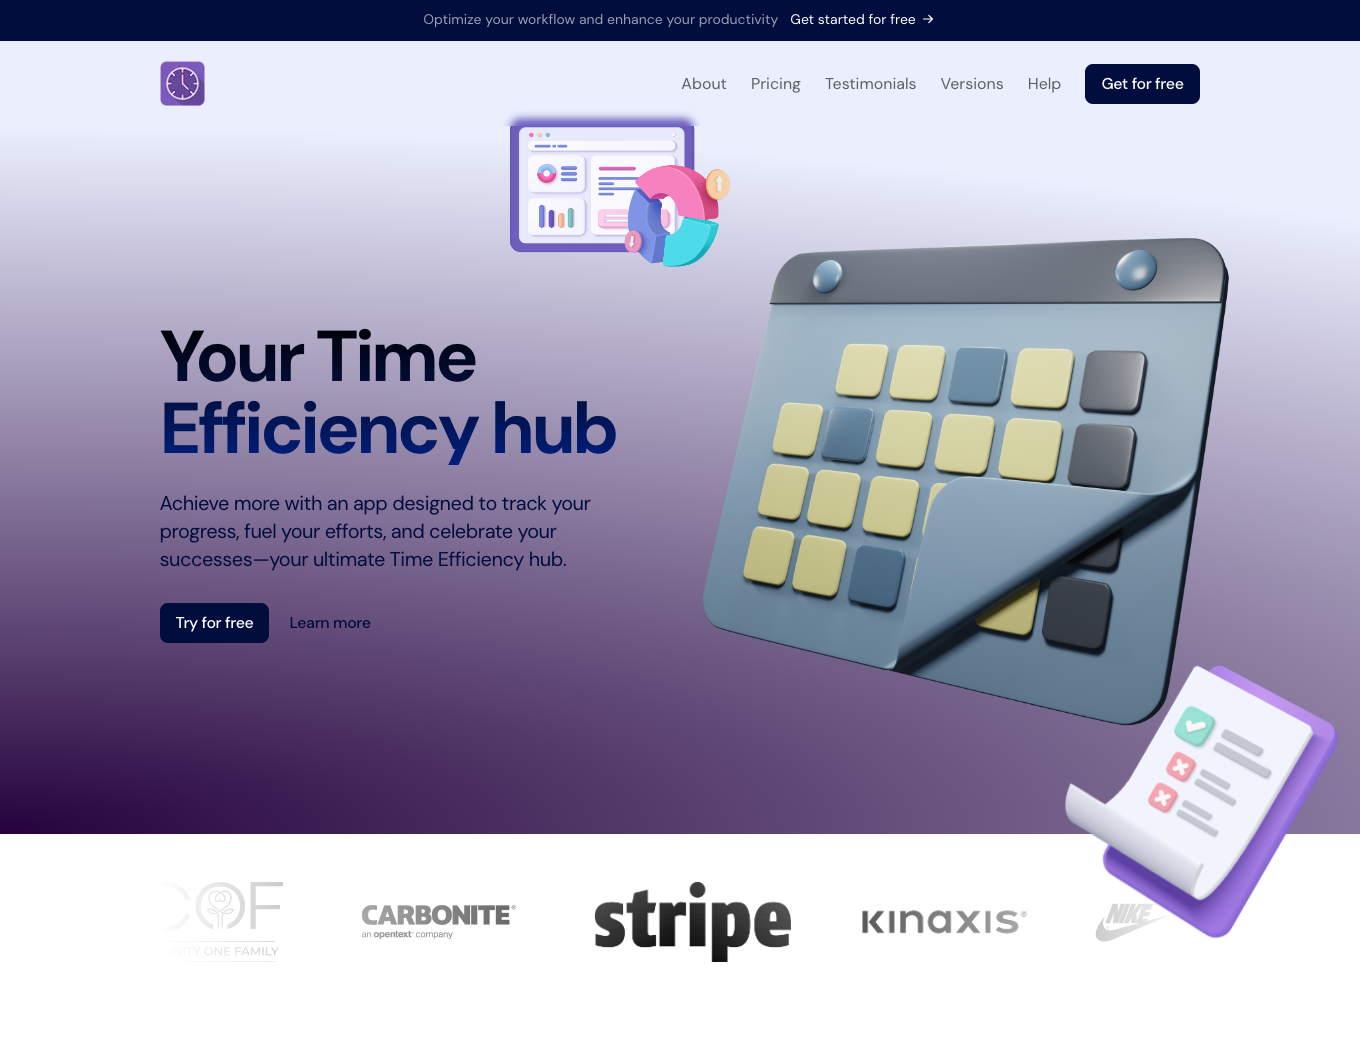 Optimize your workflow and enhance your productivity Get started for free →
About Pricing Testimonials Versions Help Get for free
Your Time
Efficiency hub
Achieve more with an app designed to track your
progress, fuel your efforts, and celebrate your
successes—your ultimate Time Efficiency hub.
Try for free Learn more
OF CARBONITE® stripe KINAXIS® NIKE
an opentext™ company
ONE FAMILY